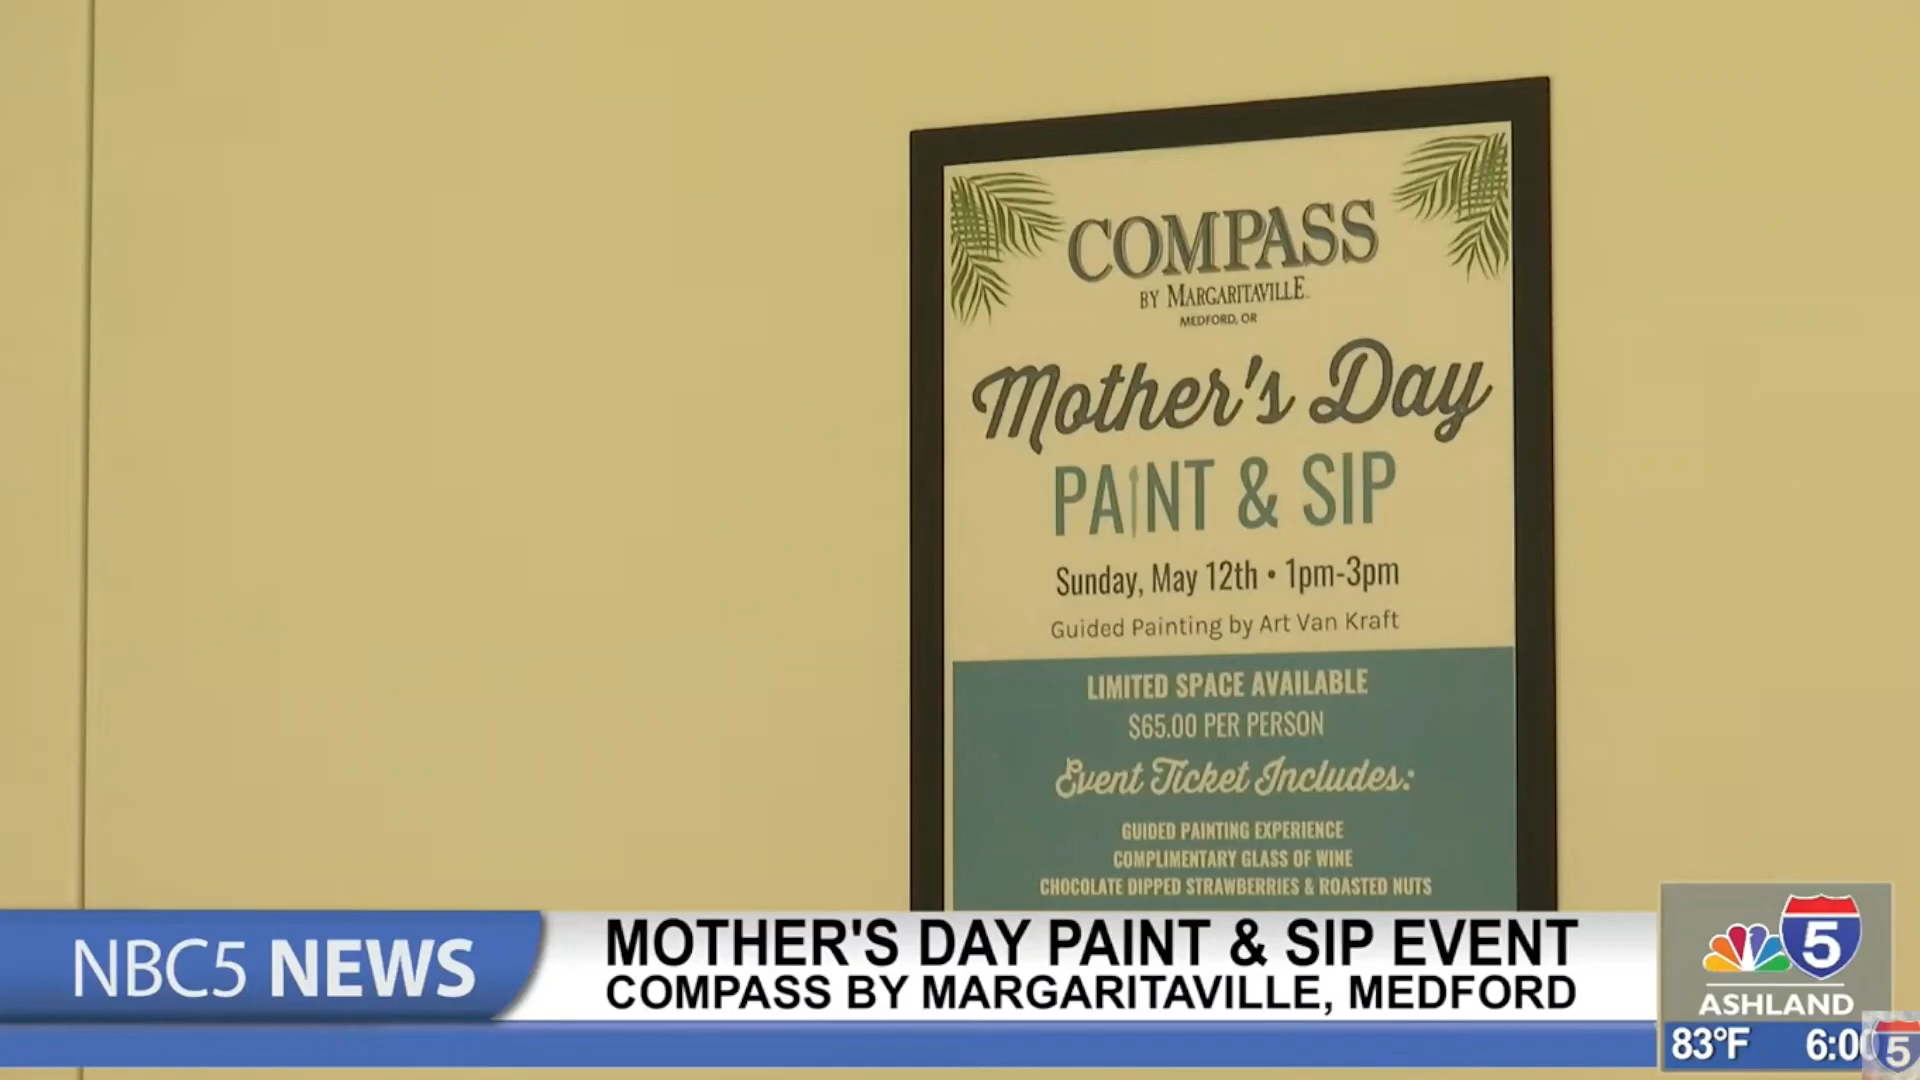 COMPASS
BY MARGARITAVILLE
MEDFORD, OR
Mother's Day
PAINT & SIP
Sunday, May 12th • 1pm-3pm
Guided Painting by Art Van Kraft
LIMITED SPACE AVAILABLE
$65.00 PER PERSON
Event Ticket Includes:
GUIDED PAINTING EXPERIENCE
COMPLIMENTARY GLASS OF WINE
CHOCOLATE DIPPED STRAWBERRIES & ROASTED NUTS
NBC5 NEWS
MOTHER'S DAY PAINT & SIP EVENT
COMPASS BY MARGARITAVILLE, MEDFORD
5
ASHLAND
83°F
5